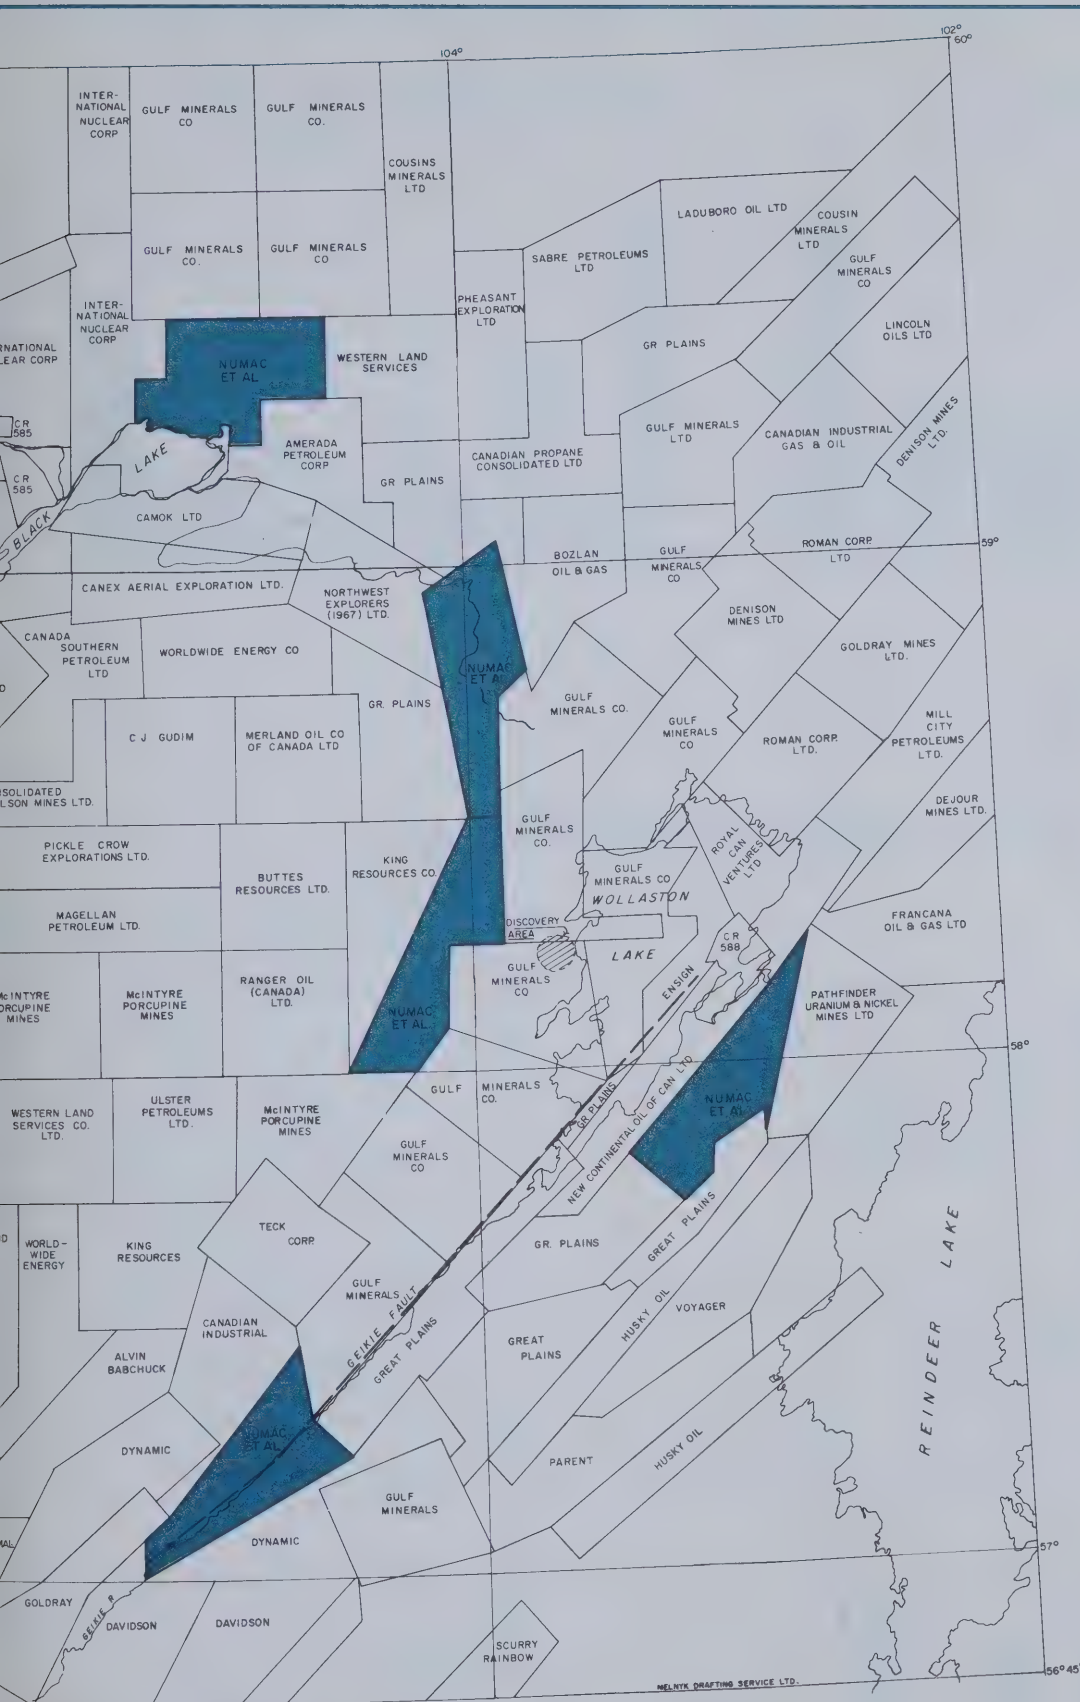 102°
60°
104°
INTER-
NATIONAL
NUCLEAR
CORP
GULF MINERALS
CO
GULF MINERALS
CO.
COUSINS
MINERALS
LTD
GULF MINERALS
CO.
GULF MINERALS
CO
LADUBORO OIL LTD
COUSIN
MINERALS
LTD
SABRE PETROLEUMS
LTD
GULF
MINERALS
CO
PHEASANT
EXPLORATION
LTD
INTER-
NATIONAL
NUCLEAR
CORP
LINCOLN
OILS LTD
RNATIONAL
LEAR CORP
NUMAC
ET AL
WESTERN LAND
SERVICES
GR PLAINS
CR
585
CR
585
BLACK
LAKE
AMERADA
PETROLEUM
CORP
GR PLAINS
CANADIAN PROPANE
CONSOLIDATED LTD
GULF MINERALS
LTD
CANADIAN INDUSTRIAL
GAS & OIL
DENISON MINES
LTD.
CAMOK LTD
BOZLAN
OIL & GAS
GULF
MINERALS
CO
ROMAN CORP.
LTD
59°
CANEX AERIAL EXPLORATION LTD.
NORTHWEST
EXPLORERS
(1967) LTD.
DENISON
MINES LTD
GOLDRAY MINES
LTD.
CANADA
SOUTHERN
PETROLEUM
LTD
WORLDWIDE ENERGY CO
D
NUMAC
ET AL
GR. PLAINS
GULF
MINERALS CO.
GULF
MINERALS
CO
ROMAN CORP.
LTD.
MILL
CITY
PETROLEUMS
LTD.
C J GUDIM
MERLAND OIL CO
OF CANADA LTD
DEJOUR
MINES LTD.
NSOLIDATED
LSON MINES LTD.
GULF
MINERALS
CO.
ROYAL
CAN
VENTURES
LTD
PICKLE CROW
EXPLORATIONS LTD.
BUTTES
RESOURCES LTD.
KING
RESOURCES CO.
GULF
MINERALS CO
WOLLASTON
LAKE
MAGELLAN
PETROLEUM LTD.
DISCOVERY
AREA
CR
588
FRANCANA
OIL & GAS LTD
McINTYRE
ORCUPINE
MINES
McINTYRE
PORCUPINE
MINES
RANGER OIL
(CANADA)
LTD.
GULF
MINERALS
CO
ENSIGN
PATHFINDER
URANIUM & NICKEL
MINES LTD
NUMAC
ET AL.
58°
WESTERN LAND
SERVICES CO.
LTD.
ULSTER
PETROLEUMS
LTD.
McINTYRE
PORCUPINE
MINES
GULF MINERALS
CO.
GR PLAINS
NEW CONTINENTAL OIL OF CAN LTD
NUMAC
ET AL
GULF
MINERALS
CO
D
WORLD-
WIDE
ENERGY
KING
RESOURCES
TECK
CORP.
GR. PLAINS
GREAT PLAINS
REINDEER LAKE
GULF
MINERALS
CANADIAN
INDUSTRIAL
GEIKIE FAULT
GREAT PLAINS
GREAT
PLAINS
HUSKY OIL
VOYAGER
ALVIN
BABCHUCK
DYNAMIC
NUMAC
ET AL
PARENT
HUSKY OIL
GULF
MINERALS
DYNAMIC
57°
GOLDRAY
GEIKIE R
DAVIDSON
DAVIDSON
SCURRY
RAINBOW
MELNYK DRAFTING SERVICE LTD.
56°45'